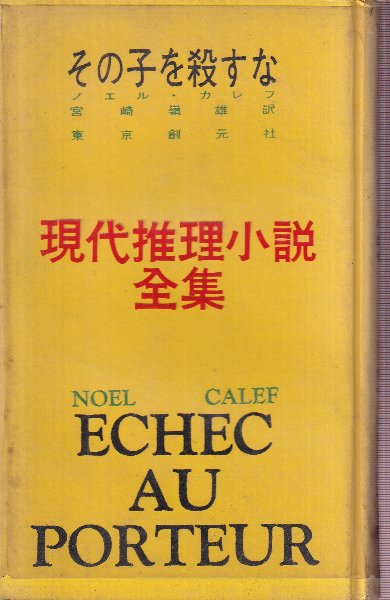 その子を殺すな
ノエル・カレフ
宮崎嶺雄訳
東京創元社
現代推理小説
全集
NOEL CALEF
ECHEC
AU
PORTEUR